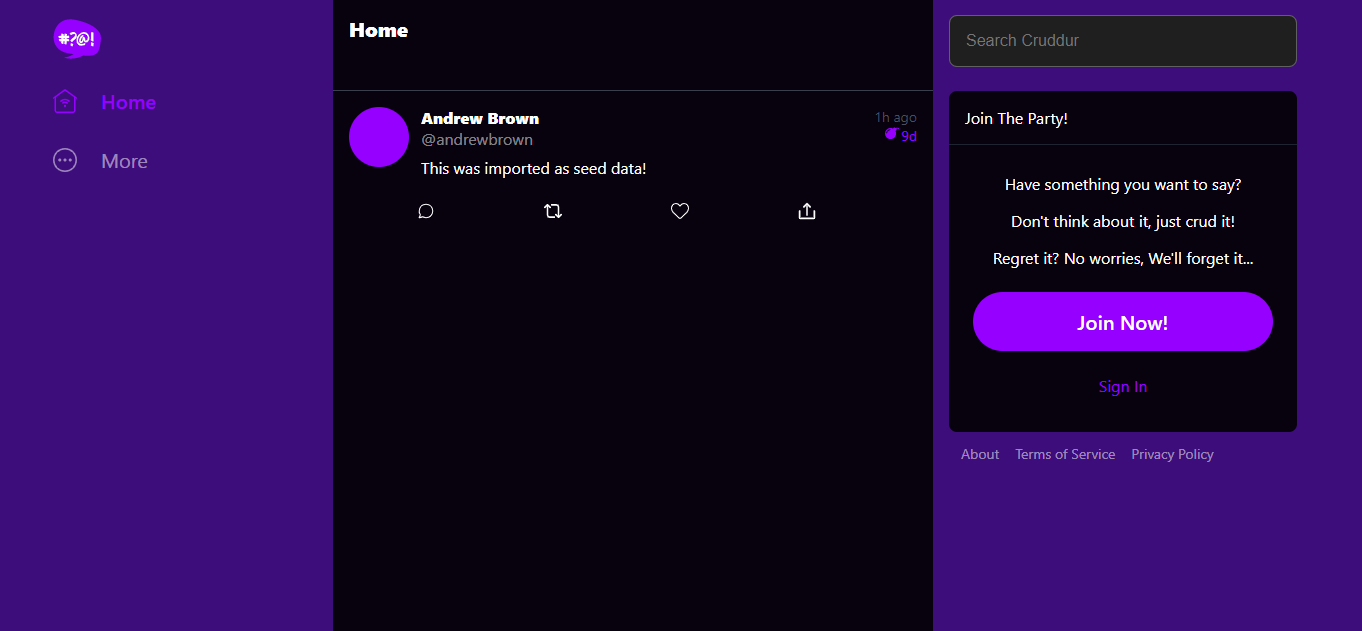 #?@!
Home
More
Home
Andrew Brown
@andrewbrown
1h ago
9d
This was imported as seed data!
Search Cruddur
Join The Party!
Have something you want to say?
Don't think about it, just crud it!
Regret it? No worries, We'll forget it...
Join Now!
Sign In
About Terms of Service Privacy Policy